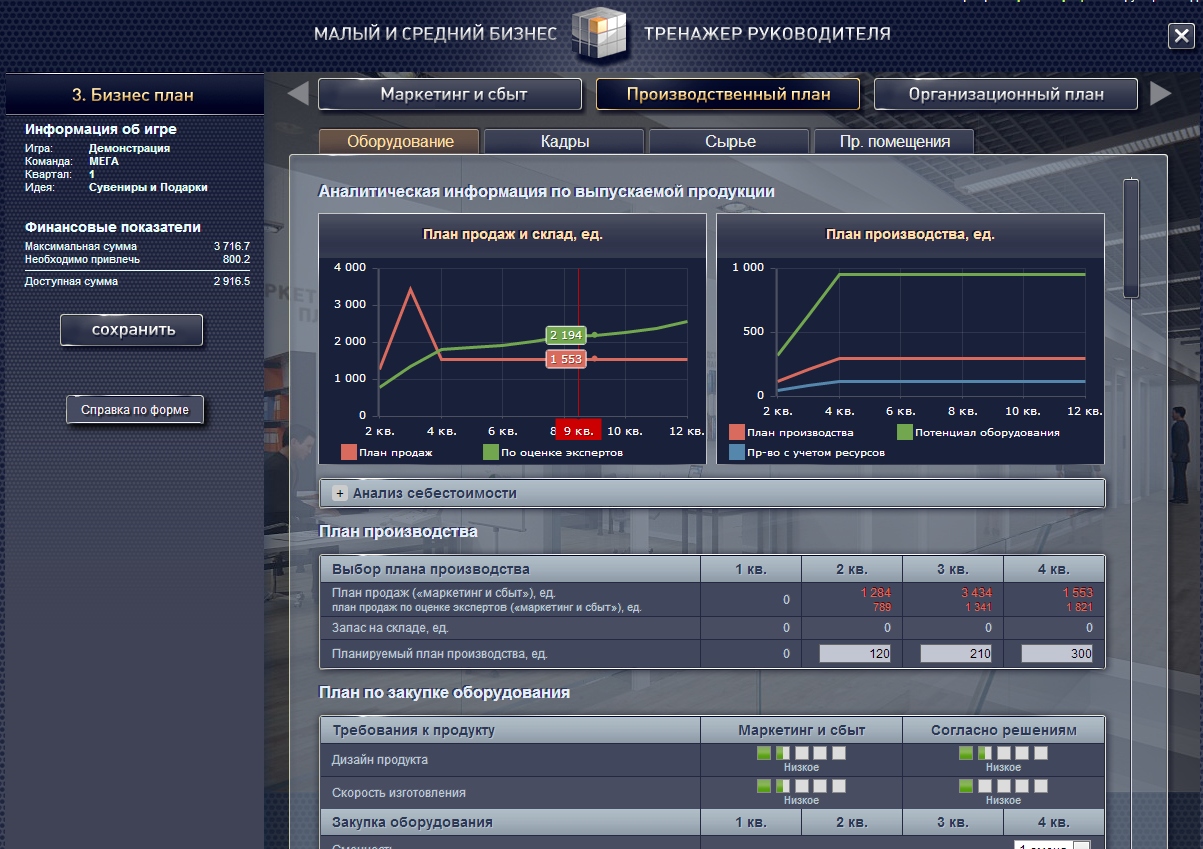 МАЛЫЙ И СРЕДНИЙ БИЗНЕС ТРЕНАЖЕР РУКОВОДИТЕЛЯ
3. Бизнес план
Информация об игре
Игра: Демонстрация
Команда: МЕГА
Квартал: 1
Идея: Сувениры и Подарки
Финансовые показатели
Максимальная сумма 3 716.7
Необходимо привлечь 800.2
Доступная сумма 2 916.5
сохранить
Справка по форме
Маркетинг и сбыт Производственный план Организационный план
Оборудование Кадры Сырье Пр. помещения
Аналитическая информация по выпускаемой продукции
План продаж и склад, ед.
4 000
3 000
2 000
1 000
0
2 194
1 553
2 кв. 4 кв. 6 кв. 8 9 кв. 10 кв. 12 кв.
План продаж По оценке экспертов
План производства, ед.
1 000
500
0
2 кв. 4 кв. 6 кв. 8 кв. 10 кв. 12 кв.
План производства Потенциал оборудования
Пр-во с учетом ресурсов
+ Анализ себестоимости
План производства
Выбор плана производства 1 кв. 2 кв. 3 кв. 4 кв.
План продаж («маркетинг и сбыт»), ед. 0 1 284 3 434 1 553
план продаж по оценке экспертов («маркетинг и сбыт»), ед. 789 1 341 1 821
Запас на складе, ед. 0 0 0 0
Планируемый план производства, ед. 0 120 210 300
План по закупке оборудования
Требования к продукту Маркетинг и сбыт Согласно решениям
Дизайн продукта Низкое Низкое
Скорость изготовления Низкое Низкое
Закупка оборудования 1 кв. 2 кв. 3 кв. 4 кв.